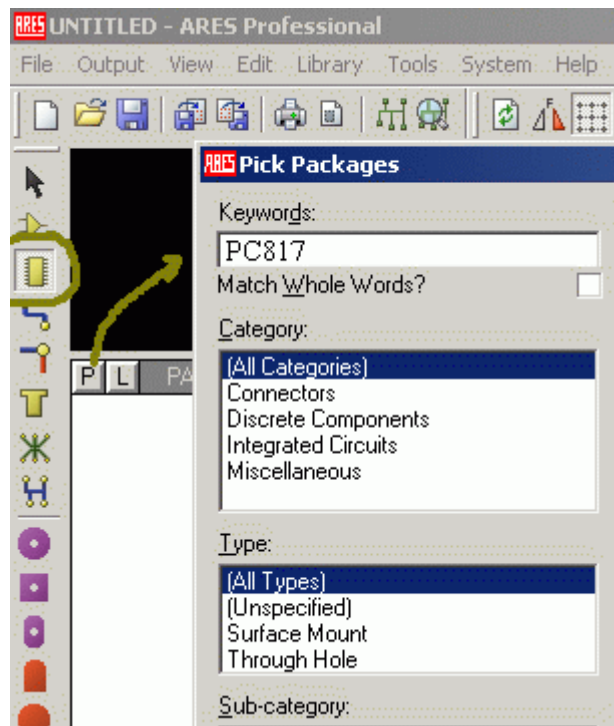 ARES UNTITLED - ARES Professional
File Output View Edit Library Tools System Help
ARES Pick Packages
Keywords:
PC817
Match Whole Words?
Category:
(All Categories)
Connectors
Discrete Components
Integrated Circuits
Miscellaneous
P L PA
Type:
(All Types)
(Unspecified)
Surface Mount
Through Hole
Sub-category: